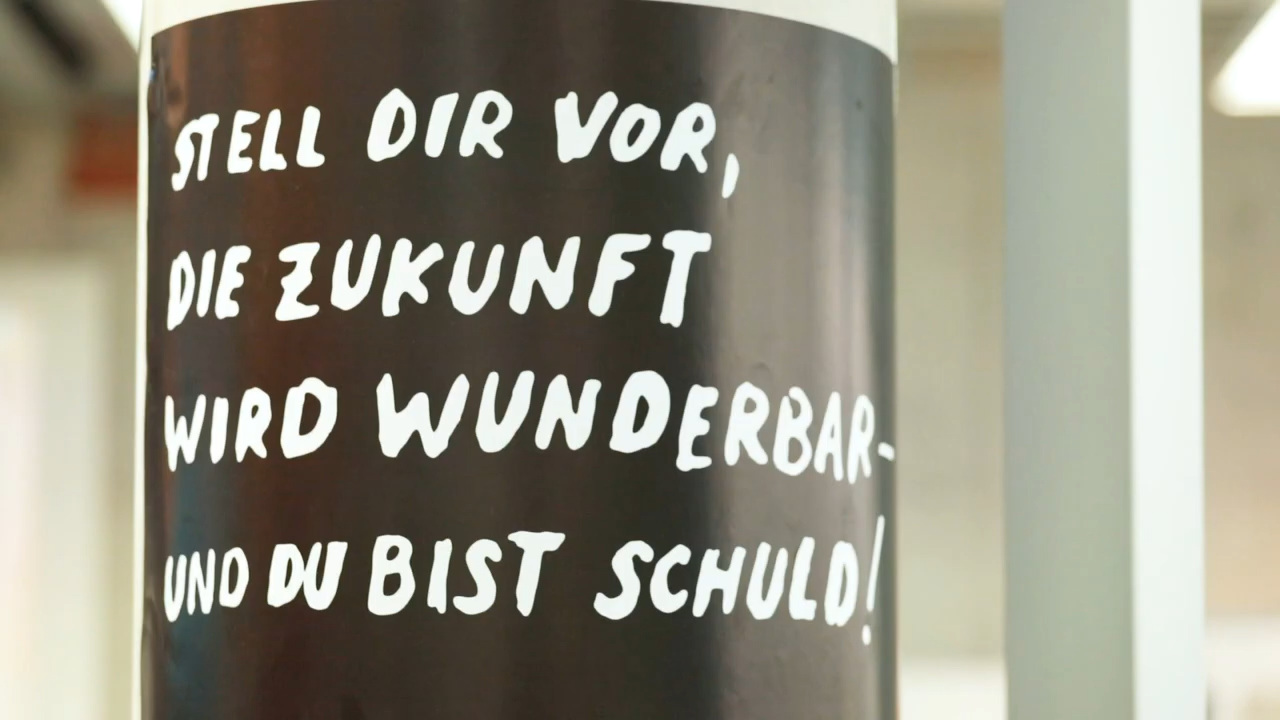 STELL DIR VOR,
DIE ZUKUNFT
WIRD WUNDERBAR-
UND DU BIST SCHULD!